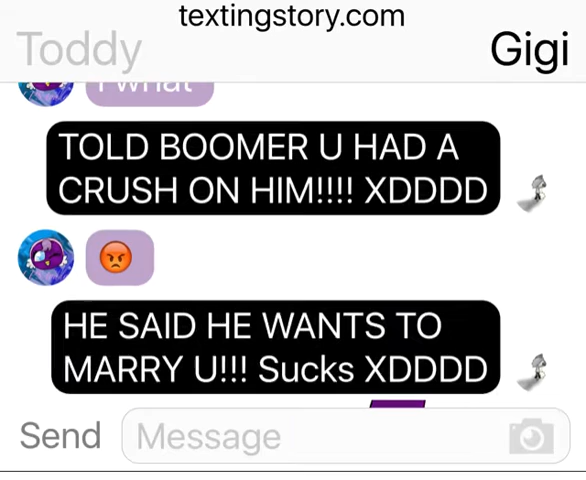 textingstory.com
Toddy Gigi
I what
TOLD BOOMER U HAD A
CRUSH ON HIM!!!! XDDDD
😡
HE SAID HE WANTS TO
MARRY U!!! Sucks XDDDD
Send Message